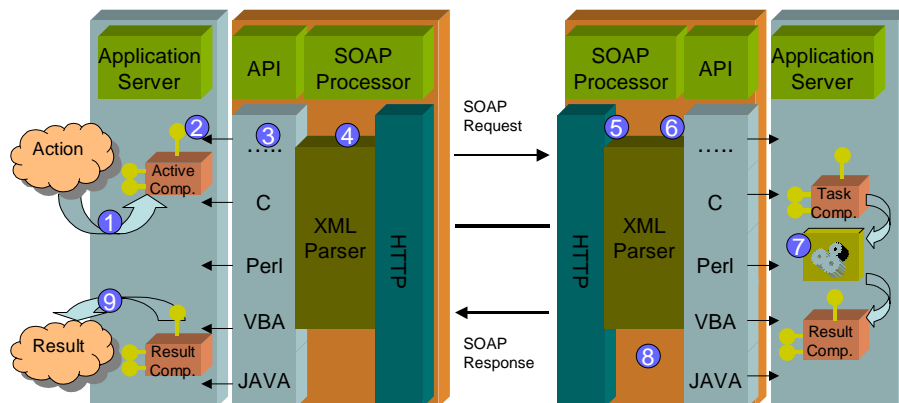 Application
Server
API
SOAP
Processor
SOAP
Request
SOAP
Processor
API
Application
Server
Action
1
2
Active
Comp.
3
.....
C
Perl
VBA
JAVA
4
XML
Parser
HTTP
9
Result
Result
Comp.
SOAP
Response
HTTP
5
XML
Parser
6
8
.....
C
Perl
VBA
JAVA
Task
Comp.
7
Result
Comp.